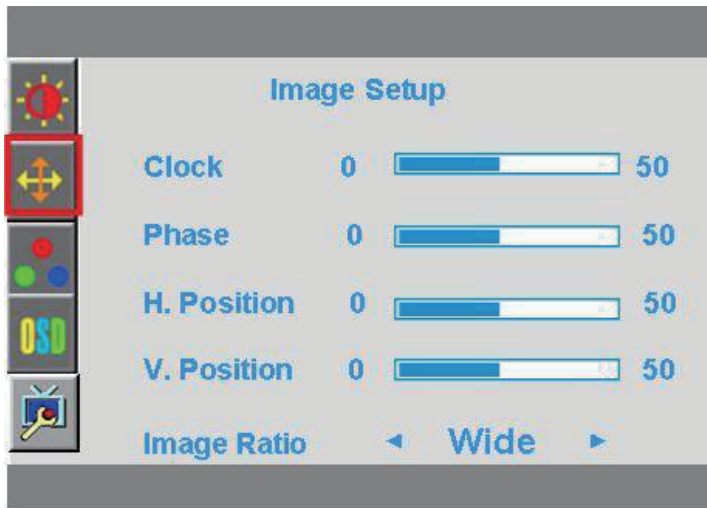 Image Setup
Clock 0 50
Phase 0 50
H. Position 0 50
OSD
V. Position 0 50
Image Ratio ◄ Wide ►